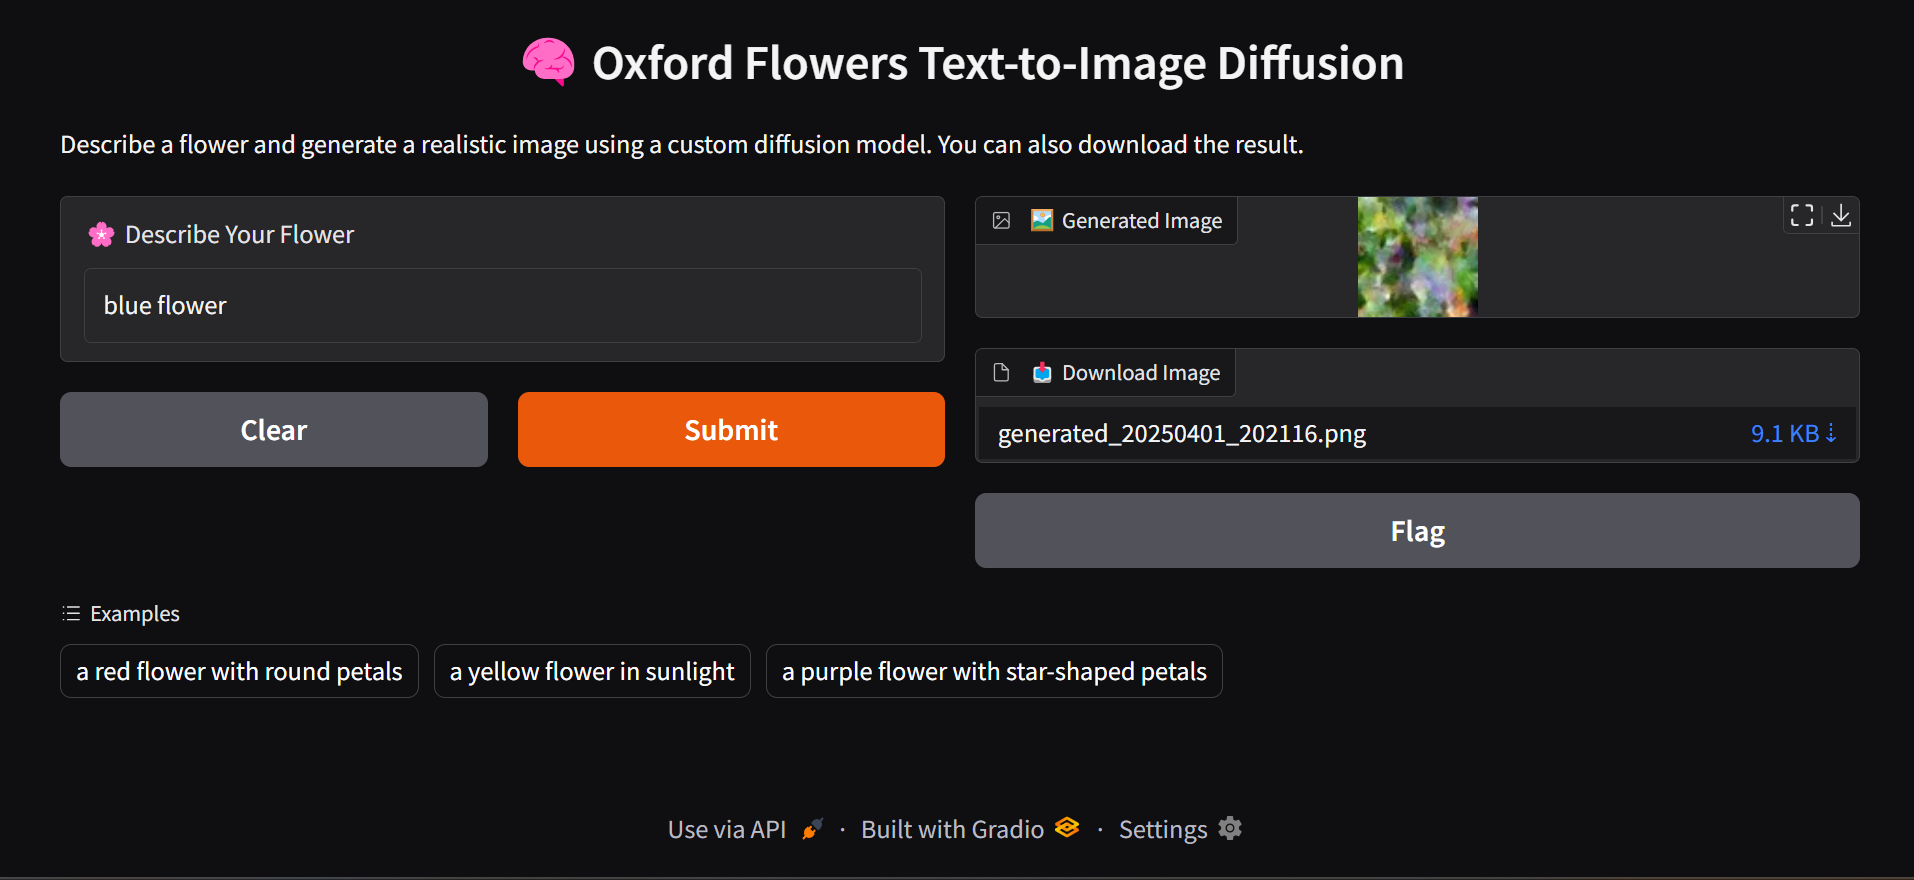 🧠 Oxford Flowers Text-to-Image Diffusion
Describe a flower and generate a realistic image using a custom diffusion model. You can also download the result.
🌸 Describe Your Flower
blue flower
Clear
Submit
🖼️ Generated Image
📥 Download Image
generated_20250401_202116.png
9.1 KB ⇣
Flag
Examples
a red flower with round petals
a yellow flower in sunlight
a purple flower with star-shaped petals
Use via API · Built with Gradio · Settings